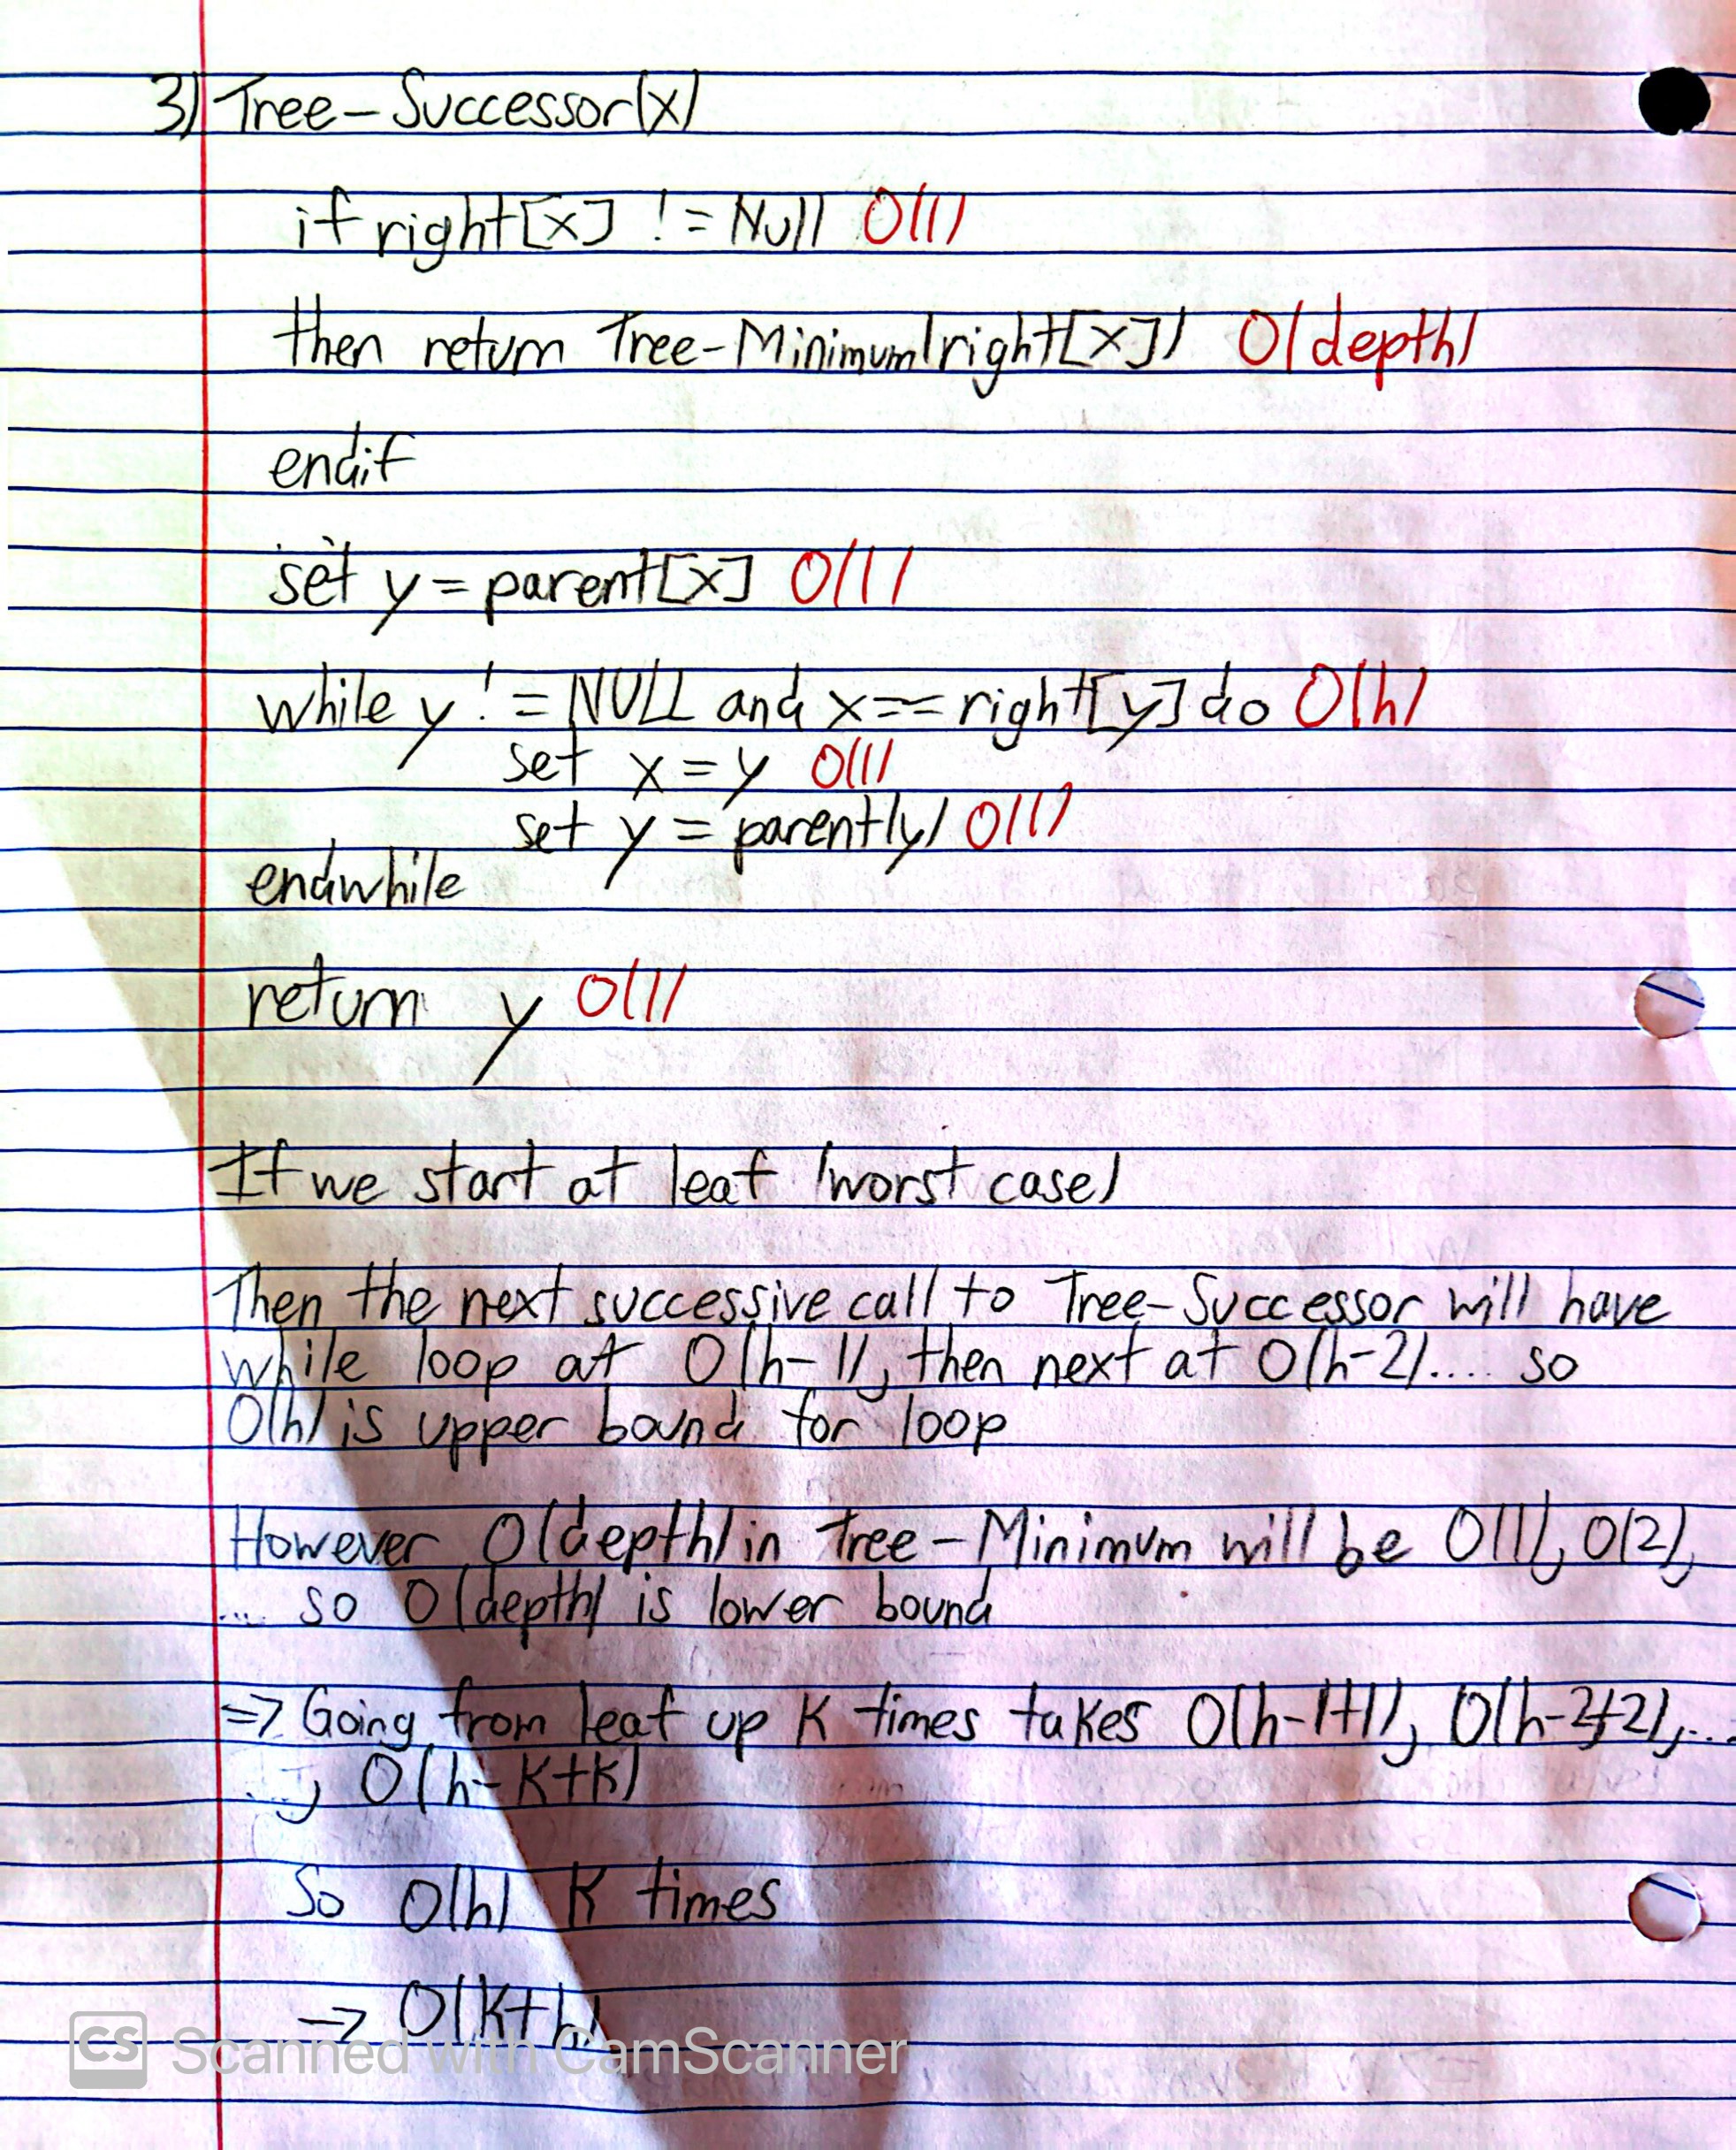 3) Tree-Successor(x)
if right[x] != Null O(1)
then return Tree-Minimum(right[x]) O(depth)
endif
set y = parent[x] O(1)
while y != NULL and x == right[y] do O(h)
set x = y O(1)
set y = parent(y) O(1)
endwhile
return y O(1)
If we start at leaf (worst case)
Then the next successive call to Tree-Successor will have
while loop at O(h-1), then next at O(h-2).... so
O(h) is upper bound for loop
However O(depth) in Tree-Minimum will be O(1), O(2),
... so O(depth) is lower bound
=> Going from leaf up K times takes O(h-1+1), O(h-2+2),...
..., O(h-K+K)
So O(h) K times
-> O(K+h)
CS Scanned with CamScanner